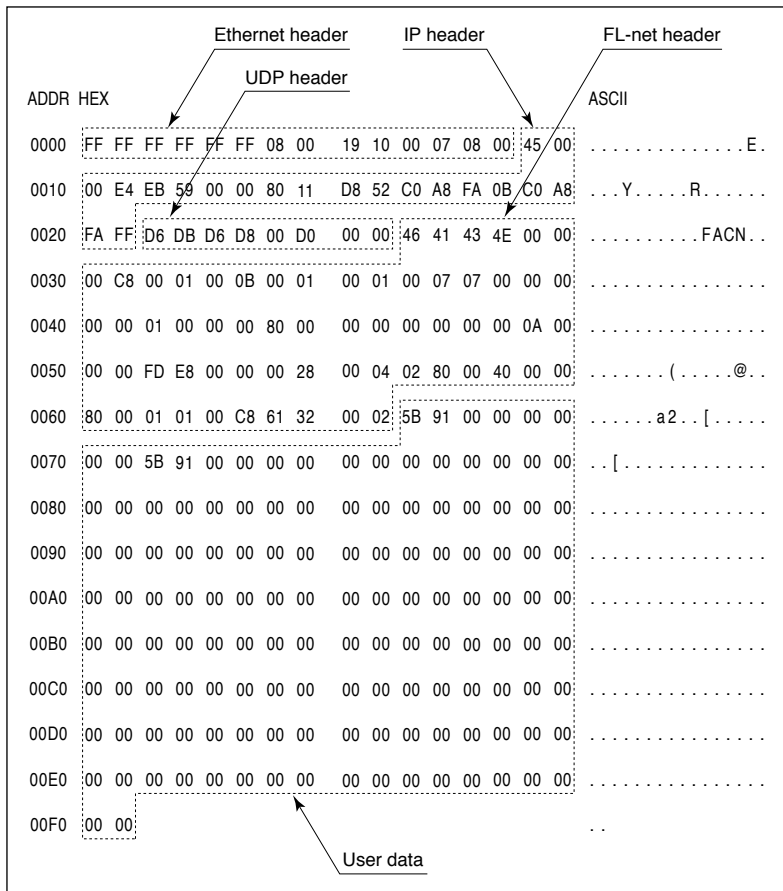 Ethernet header IP header FL-net header
UDP header
ADDR HEX ASCII
0000 FF FF FF FF FF FF 08 00 19 10 00 07 08 00 45 00 . . . . . . . . . . . . . . E .
0010 00 E4 EB 59 00 00 80 11 D8 52 C0 A8 FA 0B C0 A8 . . . Y . . . . . R . . . . . .
0020 FA FF D6 DB D6 D8 00 D0 00 00 46 41 43 4E 00 00 . . . . . . . . . . FACN . .
0030 00 C8 00 01 00 0B 00 01 00 01 00 07 07 00 00 00 . . . . . . . . . . . . . . . .
0040 00 00 01 00 00 00 80 00 00 00 00 00 00 00 0A 00 . . . . . . . . . . . . . . . .
0050 00 00 FD E8 00 00 00 28 00 04 02 80 00 40 00 00 . . . . . . . ( . . . . . @ . .
0060 80 00 01 01 00 C8 61 32 00 02 5B 91 00 00 00 00 . . . . . . a 2 . . [ . . . . .
0070 00 00 5B 91 00 00 00 00 00 00 00 00 00 00 00 00 . . [ . . . . . . . . . . . . .
0080 00 00 00 00 00 00 00 00 00 00 00 00 00 00 00 00 . . . . . . . . . . . . . . . .
0090 00 00 00 00 00 00 00 00 00 00 00 00 00 00 00 00 . . . . . . . . . . . . . . . .
00A0 00 00 00 00 00 00 00 00 00 00 00 00 00 00 00 00 . . . . . . . . . . . . . . . .
00B0 00 00 00 00 00 00 00 00 00 00 00 00 00 00 00 00 . . . . . . . . . . . . . . . .
00C0 00 00 00 00 00 00 00 00 00 00 00 00 00 00 00 00 . . . . . . . . . . . . . . . .
00D0 00 00 00 00 00 00 00 00 00 00 00 00 00 00 00 00 . . . . . . . . . . . . . . . .
00E0 00 00 00 00 00 00 00 00 00 00 00 00 00 00 00 00 . . . . . . . . . . . . . . . .
00F0 00 00 . .
User data